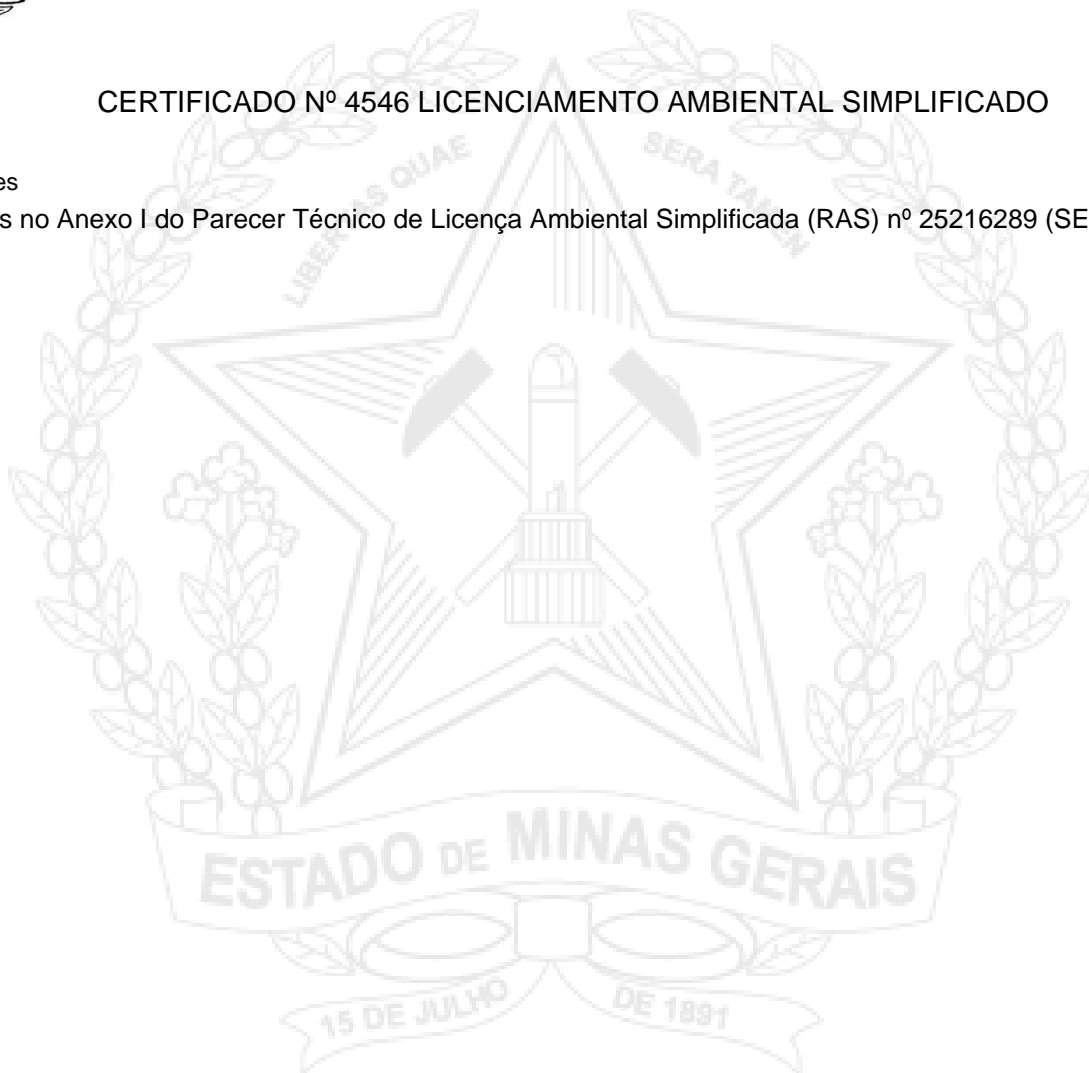 CERTIFICADO Nº 4546 LICENCIAMENTO AMBIENTAL SIMPLIFICADO
LIBERTAS QUAE SERA TAMEN
es
s no Anexo I do Parecer Técnico de Licença Ambiental Simplificada (RAS) nº 25216289 (SE
ESTADO DE MINAS GERAIS
15 DE JULHO DE 1891